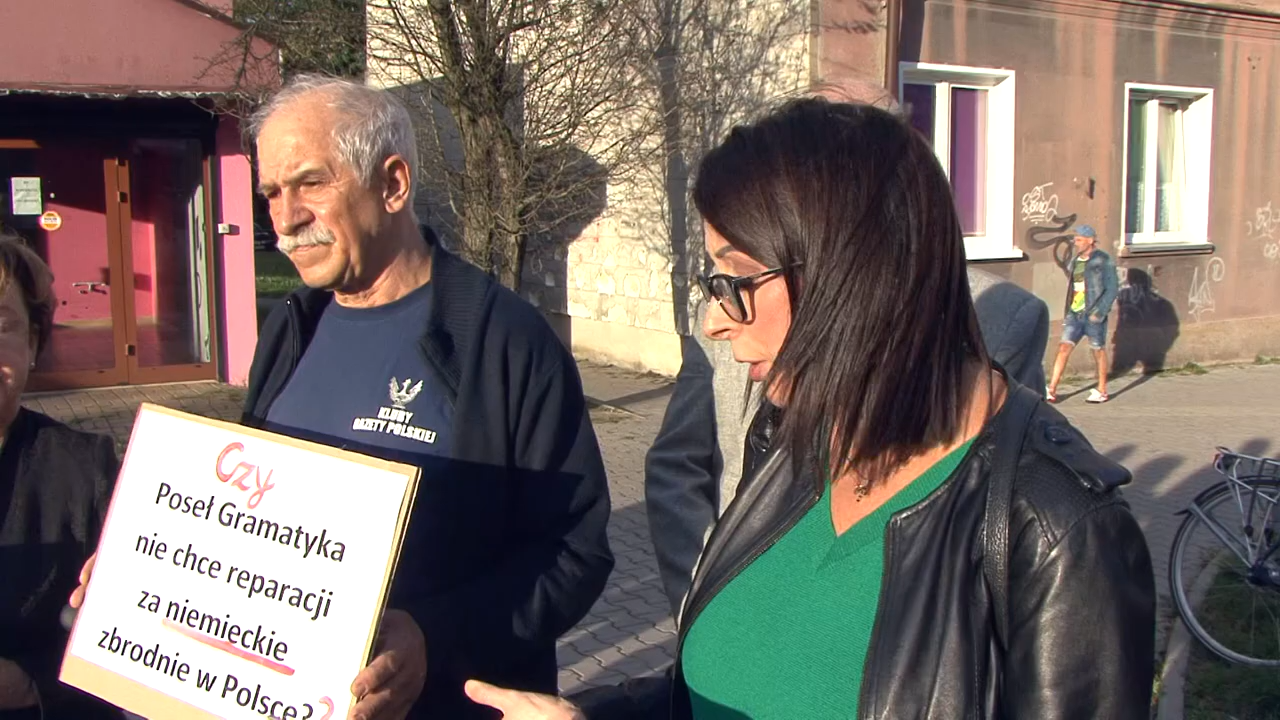 Czy
Poseł Gramatyka
nie chce reparacji
za niemieckie
zbrodnie w Polsce?
KLUBY
GAZETY POLSKIEJ